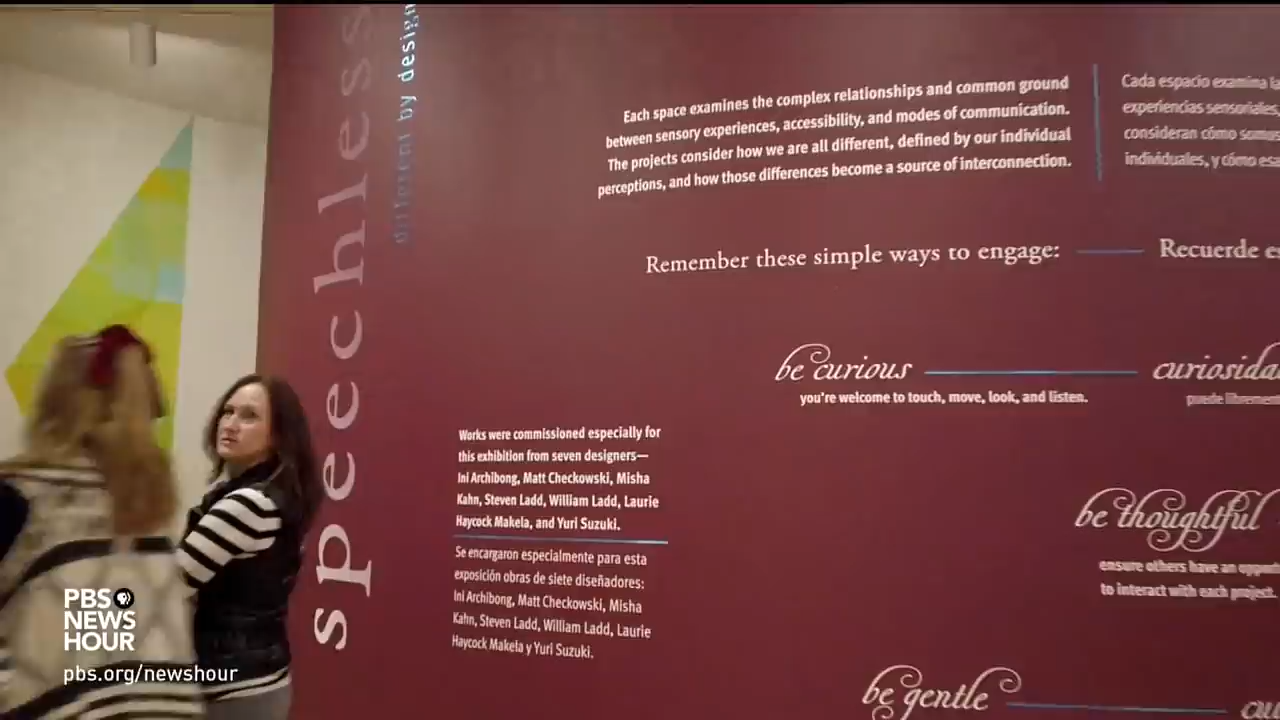 speechless
different by design
Each space examines the complex relationships and common ground
between sensory experiences, accessibility, and modes of communication.
The projects consider how we are all different, defined by our individual
perceptions, and how those differences become a source of interconnection.
Cada espacio examina
experiencias sensoriales,
consideran cómo somos
individuales, y cómo
Remember these simple ways to engage:
Recuerde
be curious
you're welcome to touch, move, look, and listen.
puede libremente
Works were commissioned especially for
this exhibition from seven designers—
Ini Archibong, Matt Checkowski, Misha
Kahn, Steven Ladd, William Ladd, Laurie
Haycock Makela, and Yuri Suzuki.
Se encargaron especialmente para esta
exposición obras de siete diseñadores:
Ini Archibong, Matt Checkowski, Misha
Kahn, Steven Ladd, William Ladd, Laurie
Haycock Makela y Yuri Suzuki.
be thoughtful
ensure others have an
to interact with each project.
be gentle
PBS
NEWS
HOUR
pbs.org/newshour